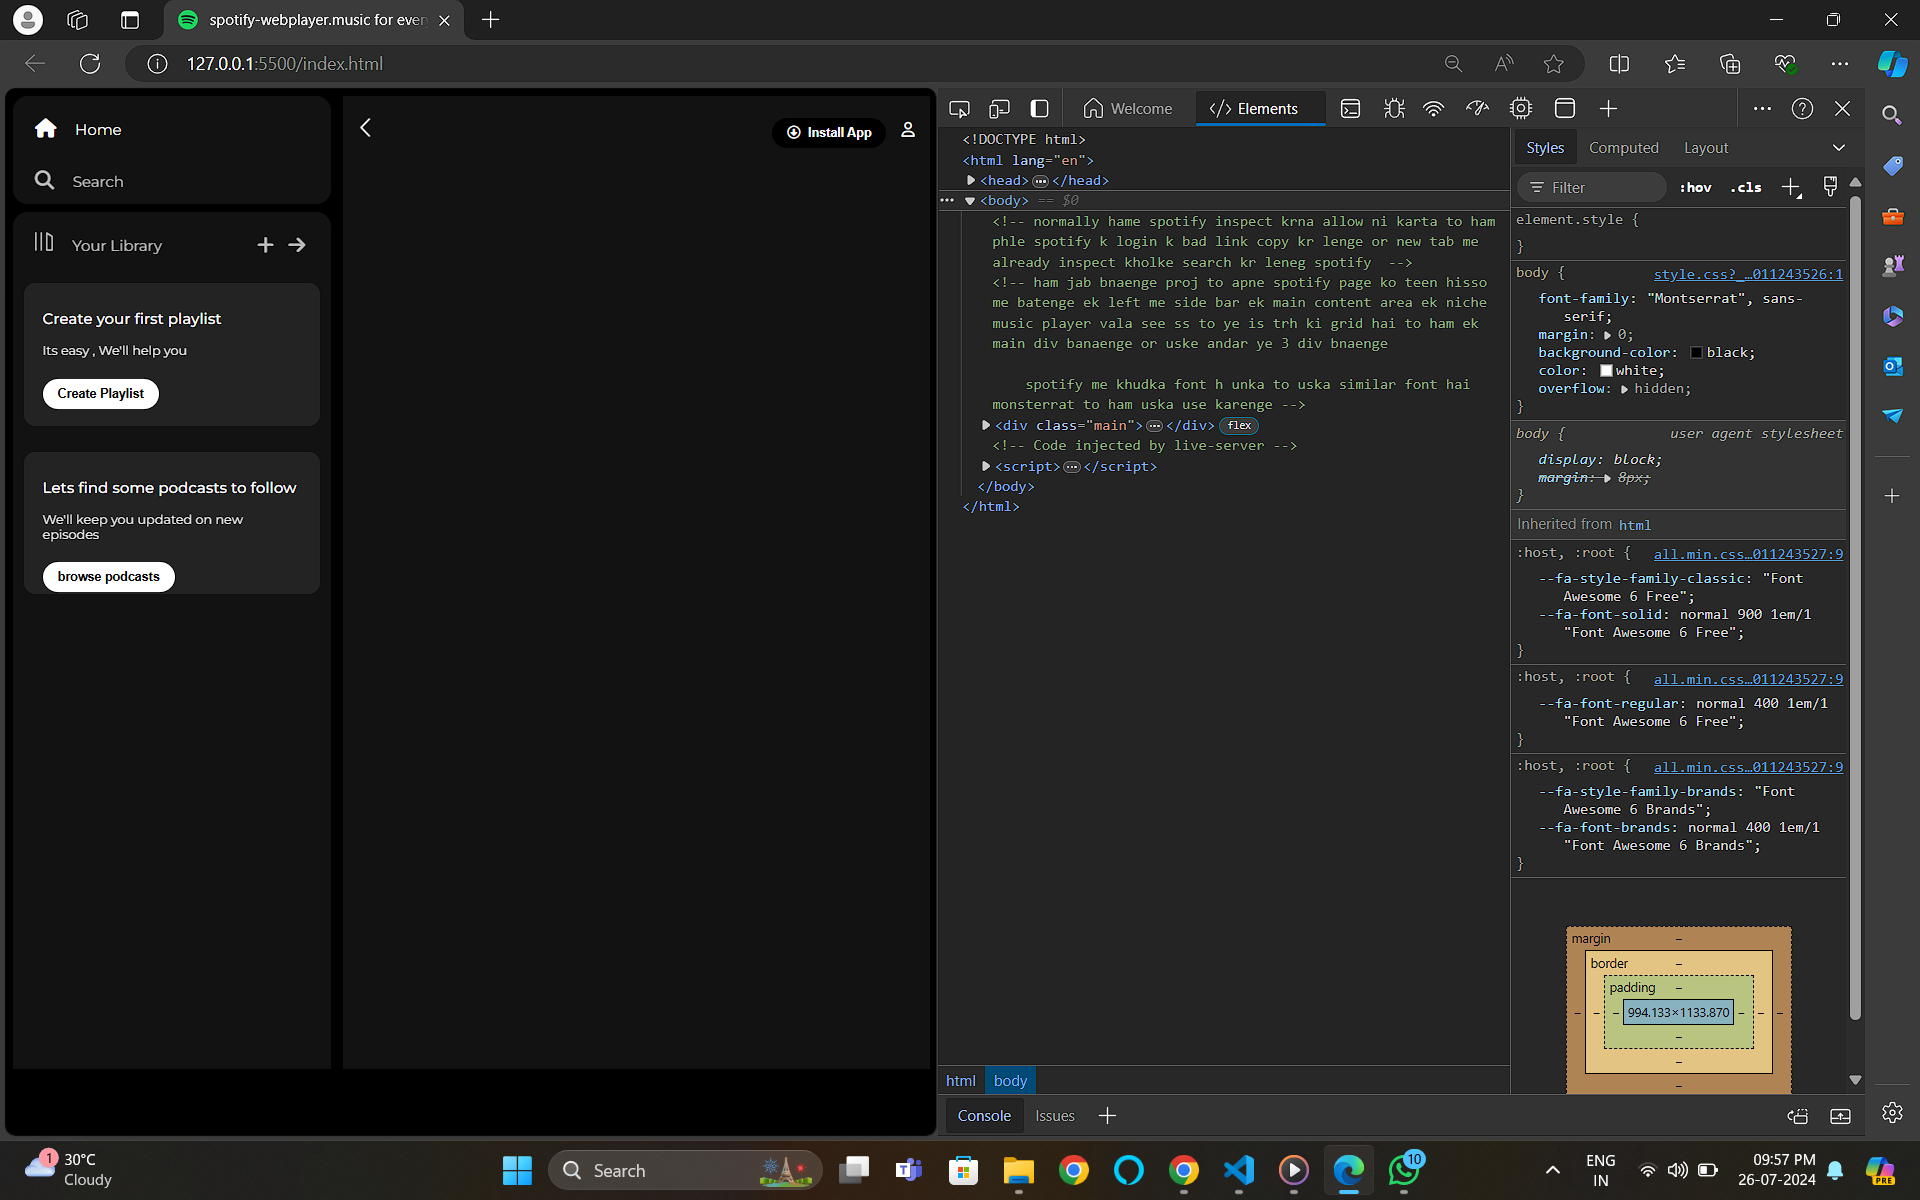 spotify-webplayer.music for ever
127.0.0.1:5500/index.html
Home
Search
Your Library
Create your first playlist
Its easy , We'll help you
Create Playlist
Lets find some podcasts to follow
We'll keep you updated on new
episodes
browse podcasts
Install App
Welcome
</> Elements
<!DOCTYPE html>
<html lang="en">
<head> ••• </head>
••• <body> == $0
<!-- normally hame spotify inspect krna allow ni karta to ham
phle spotify k login k bad link copy kr lenge or new tab me
already inspect kholke search kr leneg spotify  -->
<!-- ham jab bnaenge proj to apne spotify page ko teen hisso
me batenge ek left me side bar ek main content area ek niche
music player vala see ss to ye is trh ki grid hai to ham ek
main div banaenge or uske andar ye 3 div bnaenge
spotify me khudka font h unka to uska similar font hai
monsterrat to ham uska use karenge -->
<div class="main"> ••• </div> flex
<!-- Code injected by live-server -->
<script> ••• </script>
</body>
</html>
html body
Console Issues
Styles Computed Layout
Filter :hov .cls
element.style {
}
body { style.css?_…011243526:1
font-family: "Montserrat", sans-
serif;
margin: 0;
background-color: black;
color: white;
overflow: hidden;
}
body { user agent stylesheet
display: block;
margin: 8px;
}
Inherited from html
:host, :root { all.min.css…011243527:9
--fa-style-family-classic: "Font
Awesome 6 Free";
--fa-font-solid: normal 900 1em/1
"Font Awesome 6 Free";
}
:host, :root { all.min.css…011243527:9
--fa-font-regular: normal 400 1em/1
"Font Awesome 6 Free";
}
:host, :root { all.min.css…011243527:9
--fa-style-family-brands: "Font
Awesome 6 Brands";
--fa-font-brands: normal 400 1em/1
"Font Awesome 6 Brands";
}
margin –
border –
padding –
– – – 994.133×1133.870 – – –
–
–
–
1
30°C
Cloudy
Search
10
ENG
IN
09:57 PM
26-07-2024
PRE